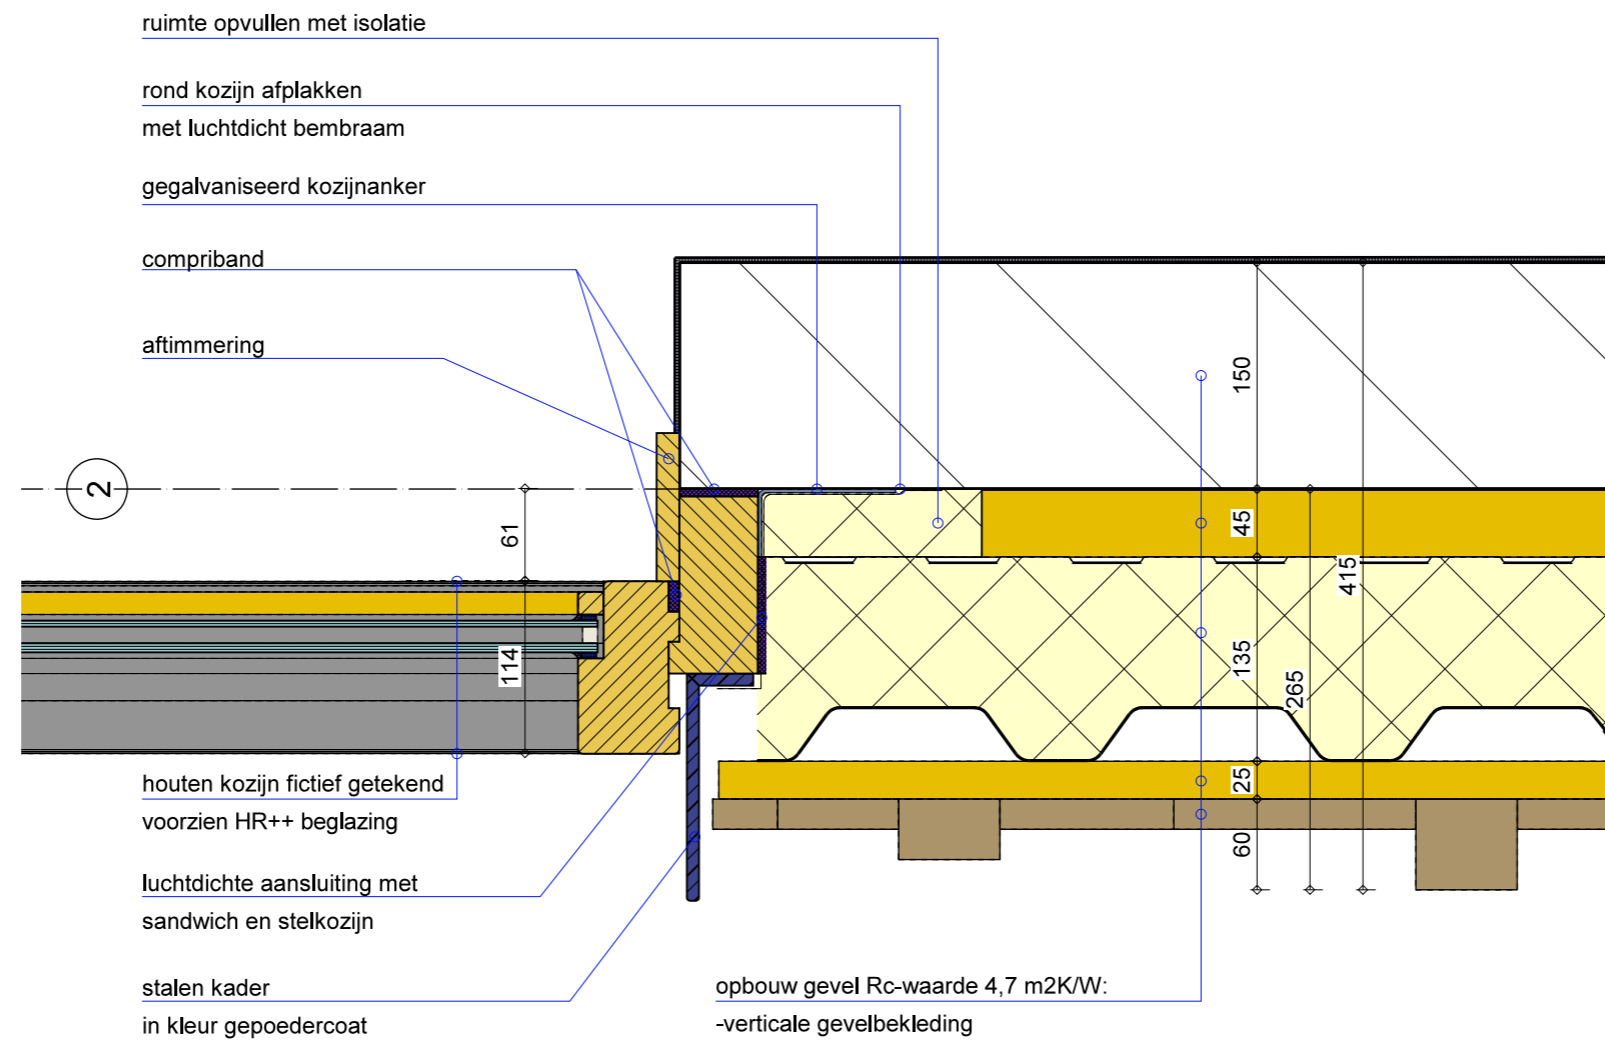 ruimte opvullen met isolatie
rond kozijn afplakken
met luchtdicht bembraam
gegalvaniseerd kozijnanker
compriband
aftimmering
2
61
114
150
45
415
135
265
25
60
houten kozijn fictief getekend
voorzien HR++ beglazing
luchtdichte aansluiting met
sandwich en stelkozijn
stalen kader
in kleur gepoedercoat
opbouw gevel Rc-waarde 4,7 m2K/W:
-verticale gevelbekleding